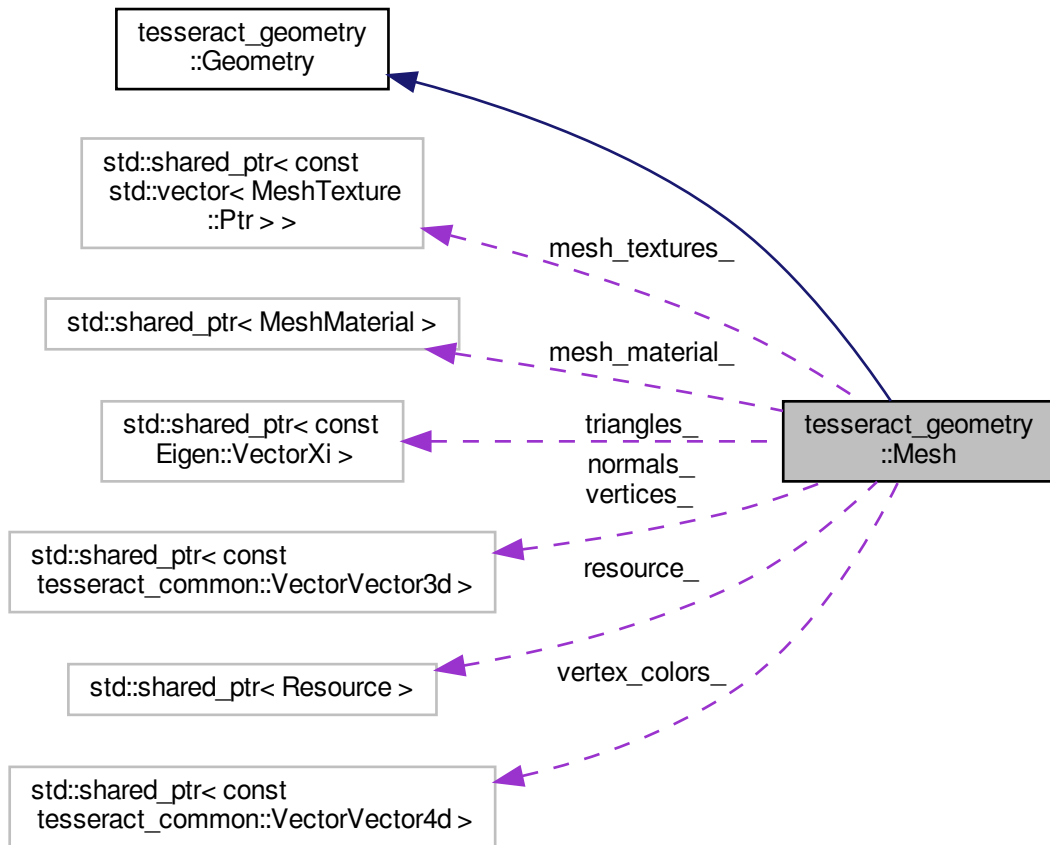 tesseract_geometry
::Geometry
std::shared_ptr< const
std::vector< MeshTexture
::Ptr > >
mesh_textures_
std::shared_ptr< MeshMaterial >
mesh_material_
std::shared_ptr< const
Eigen::VectorXi >
triangles_
tesseract_geometry
::Mesh
normals_
vertices_
std::shared_ptr< const
tesseract_common::VectorVector3d >
resource_
std::shared_ptr< Resource >
vertex_colors_
std::shared_ptr< const
tesseract_common::VectorVector4d >